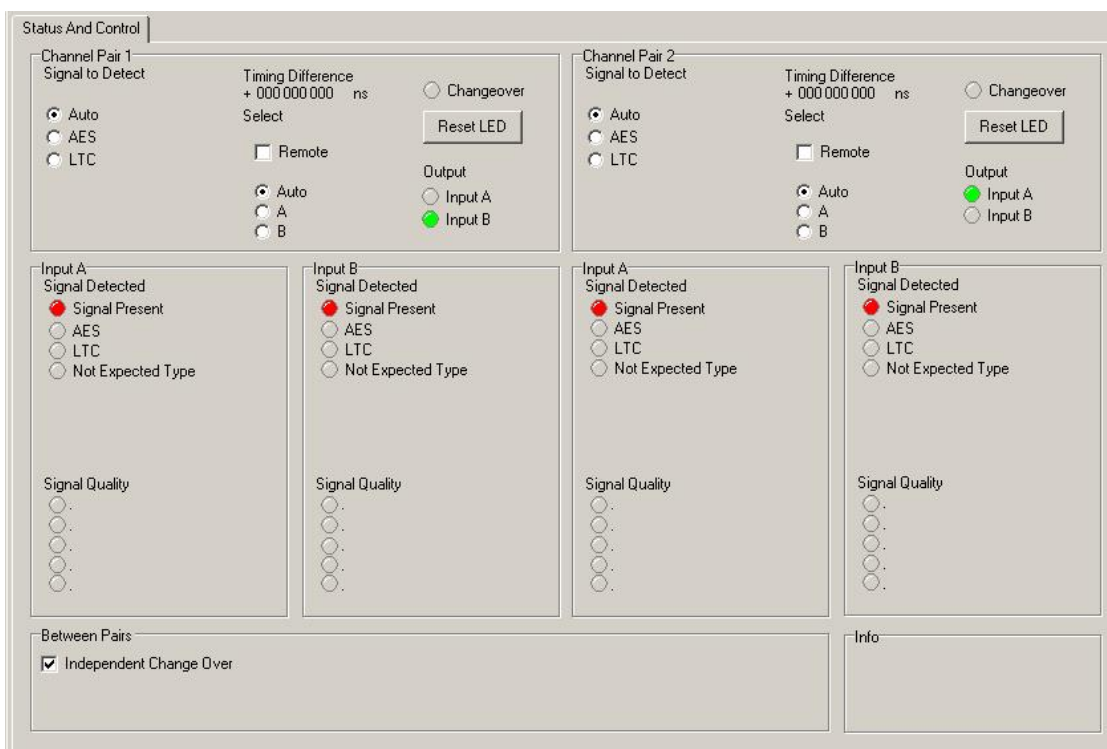 Status And Control
Channel Pair 1
Signal to Detect
Auto
AES
LTC
Timing Difference
+ 000 000 000 ns
Select
Remote
Auto
A
B
Changeover
Reset LED
Output
Input A
Input B
Channel Pair 2
Signal to Detect
Auto
AES
LTC
Timing Difference
+ 000 000 000 ns
Select
Remote
Auto
A
B
Changeover
Reset LED
Output
Input A
Input B
Input A
Signal Detected
Signal Present
AES
LTC
Not Expected Type
Signal Quality
.
.
.
.
.
Input B
Signal Detected
Signal Present
AES
LTC
Not Expected Type
Signal Quality
.
.
.
.
.
Input A
Signal Detected
Signal Present
AES
LTC
Not Expected Type
Signal Quality
.
.
.
.
.
Input B
Signal Detected
Signal Present
AES
LTC
Not Expected Type
Signal Quality
.
.
.
.
.
Between Pairs
Independent Change Over
Info